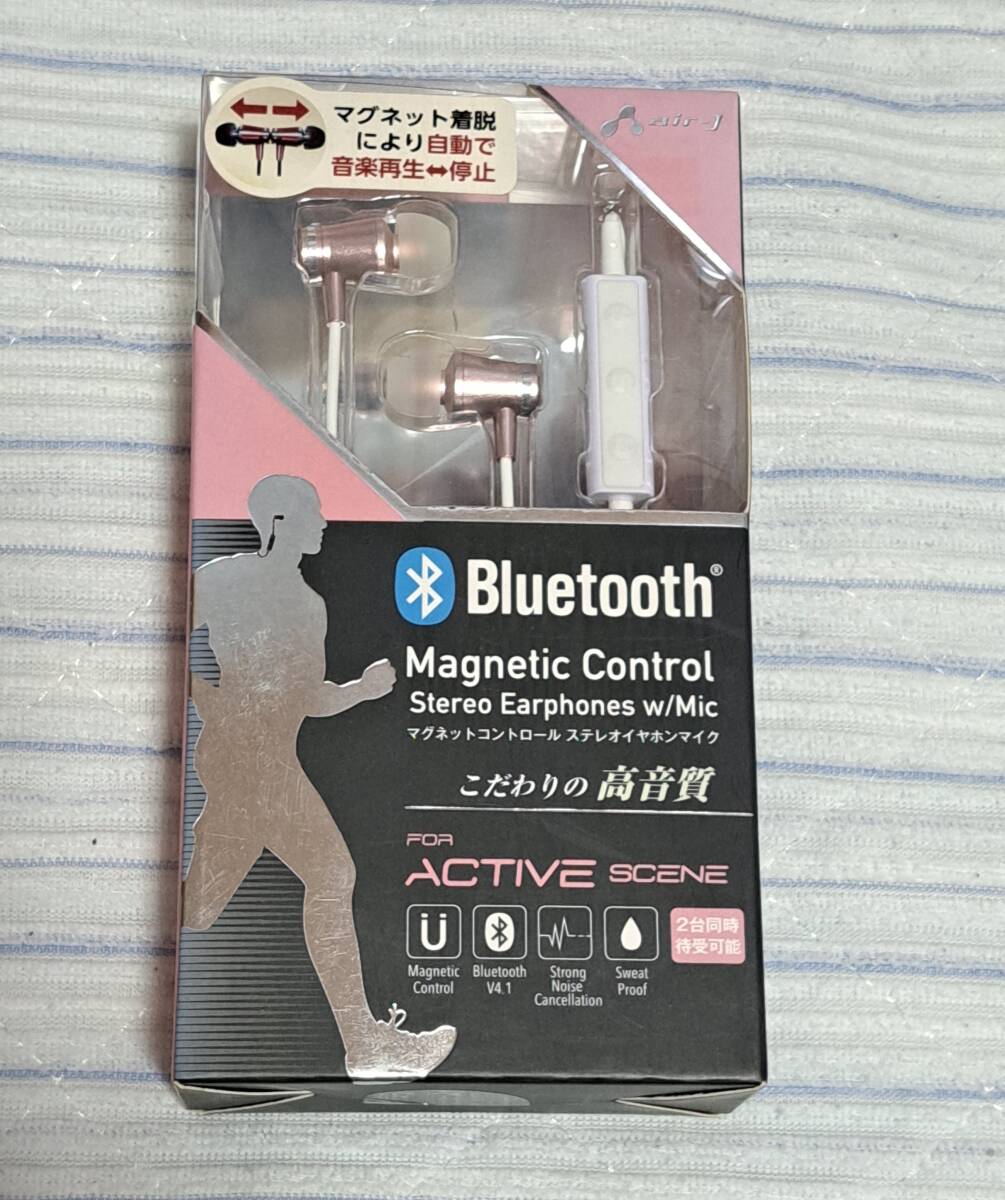 マグネット着脱
により自動で
音楽再生⇔停止
air-J
Bluetooth®
Magnetic Control
Stereo Earphones w/Mic
マグネットコントロール ステレオイヤホンマイク
こだわりの 高音質
FOR
ACTIVE SCENE
Magnetic
Control
Bluetooth
V4.1
Strong
Noise
Cancellation
Sweat
Proof
2台同時
待受可能